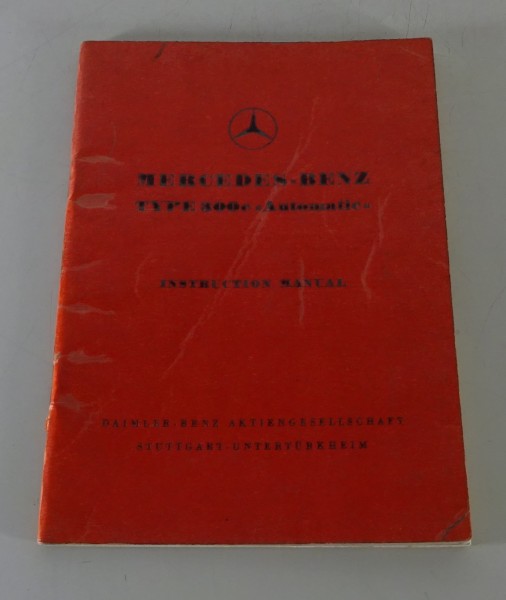 MERCEDES-BENZ
TYPE 300c «Automatic»
INSTRUCTION MANUAL
DAIMLER-BENZ AKTIENGESELLSCHAFT
STUTTGART-UNTERTÜRKHEIM